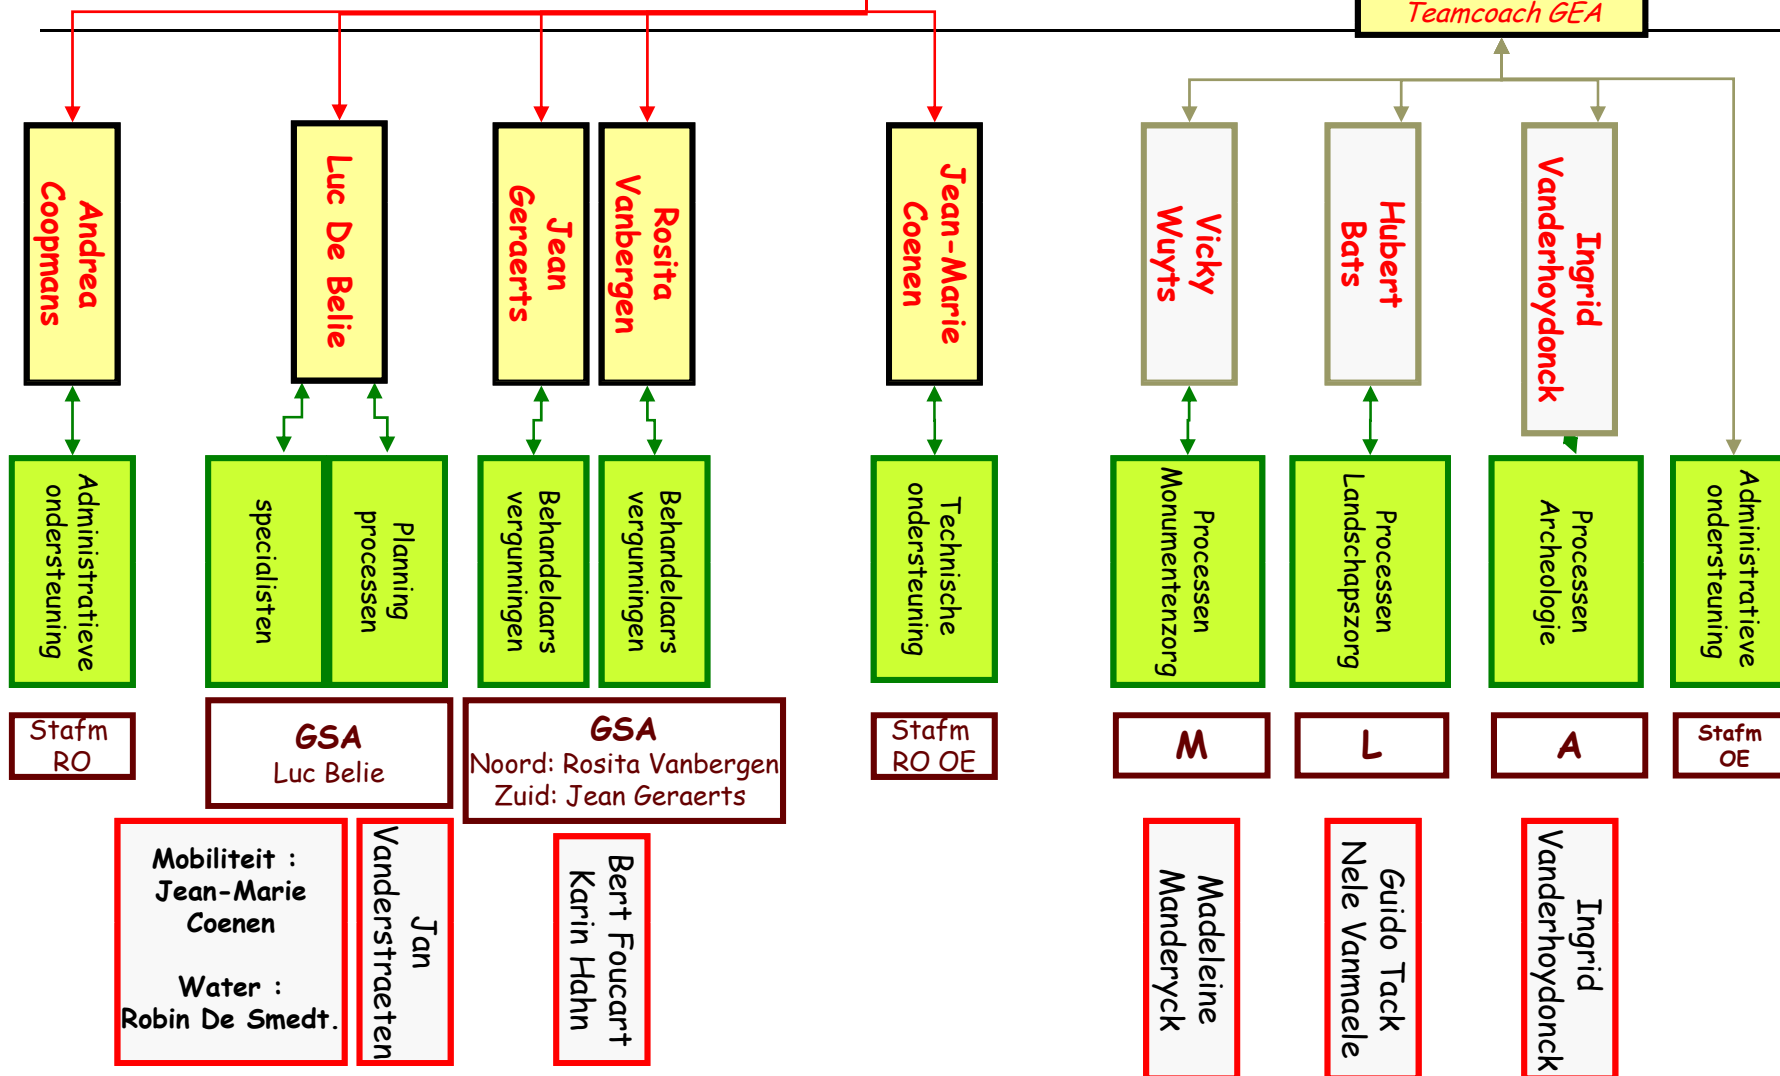 Teamcoach GEA
Andrea
Coopmans
Luc De Belie
Jean
Geraerts
Rosita
Vanbergen
Jean-Marie
Coenen
Vicky
Wuyts
Hubert
Bats
Ingrid
Vanderhoydonck
Administratieve
ondersteuning
specialisten
Planning
processen
Behandelaars
vergunningen
Behandelaars
vergunningen
Technische
ondersteuning
Processen
Monumentenzorg
Processen
Landschapszorg
Processen
Archeologie
Administratieve
ondersteuning
Stafm
RO
GSA
Luc Belie
GSA
Noord: Rosita Vanbergen
Zuid: Jean Geraerts
Stafm
RO OE
M
L
A
Stafm
OE
Mobiliteit :
Jean-Marie
Coenen
Water :
Robin De Smedt.
Jan
Vanderstraeten
Bert Foucart
Karin Hahn
Madeleine
Manderyck
Guido Tack
Nele Vanmaele
Ingrid
Vanderhoydonck